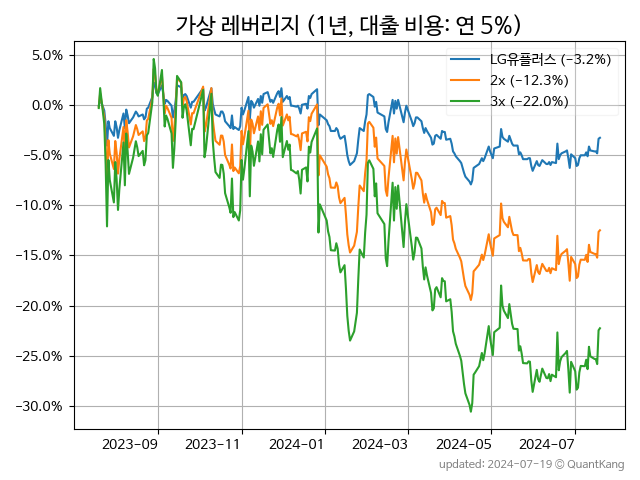 가상 레버리지 (1년, 대출 비용: 연 5%)
LG유플러스 (−3.2%)
2x (−12.3%)
3x (−22.0%)
5.0%
0.0%
−5.0%
−10.0%
−15.0%
−20.0%
−25.0%
−30.0%
2023-09 2023-11 2024-01 2024-03 2024-05 2024-07
updated: 2024-07-19 © QuantKang